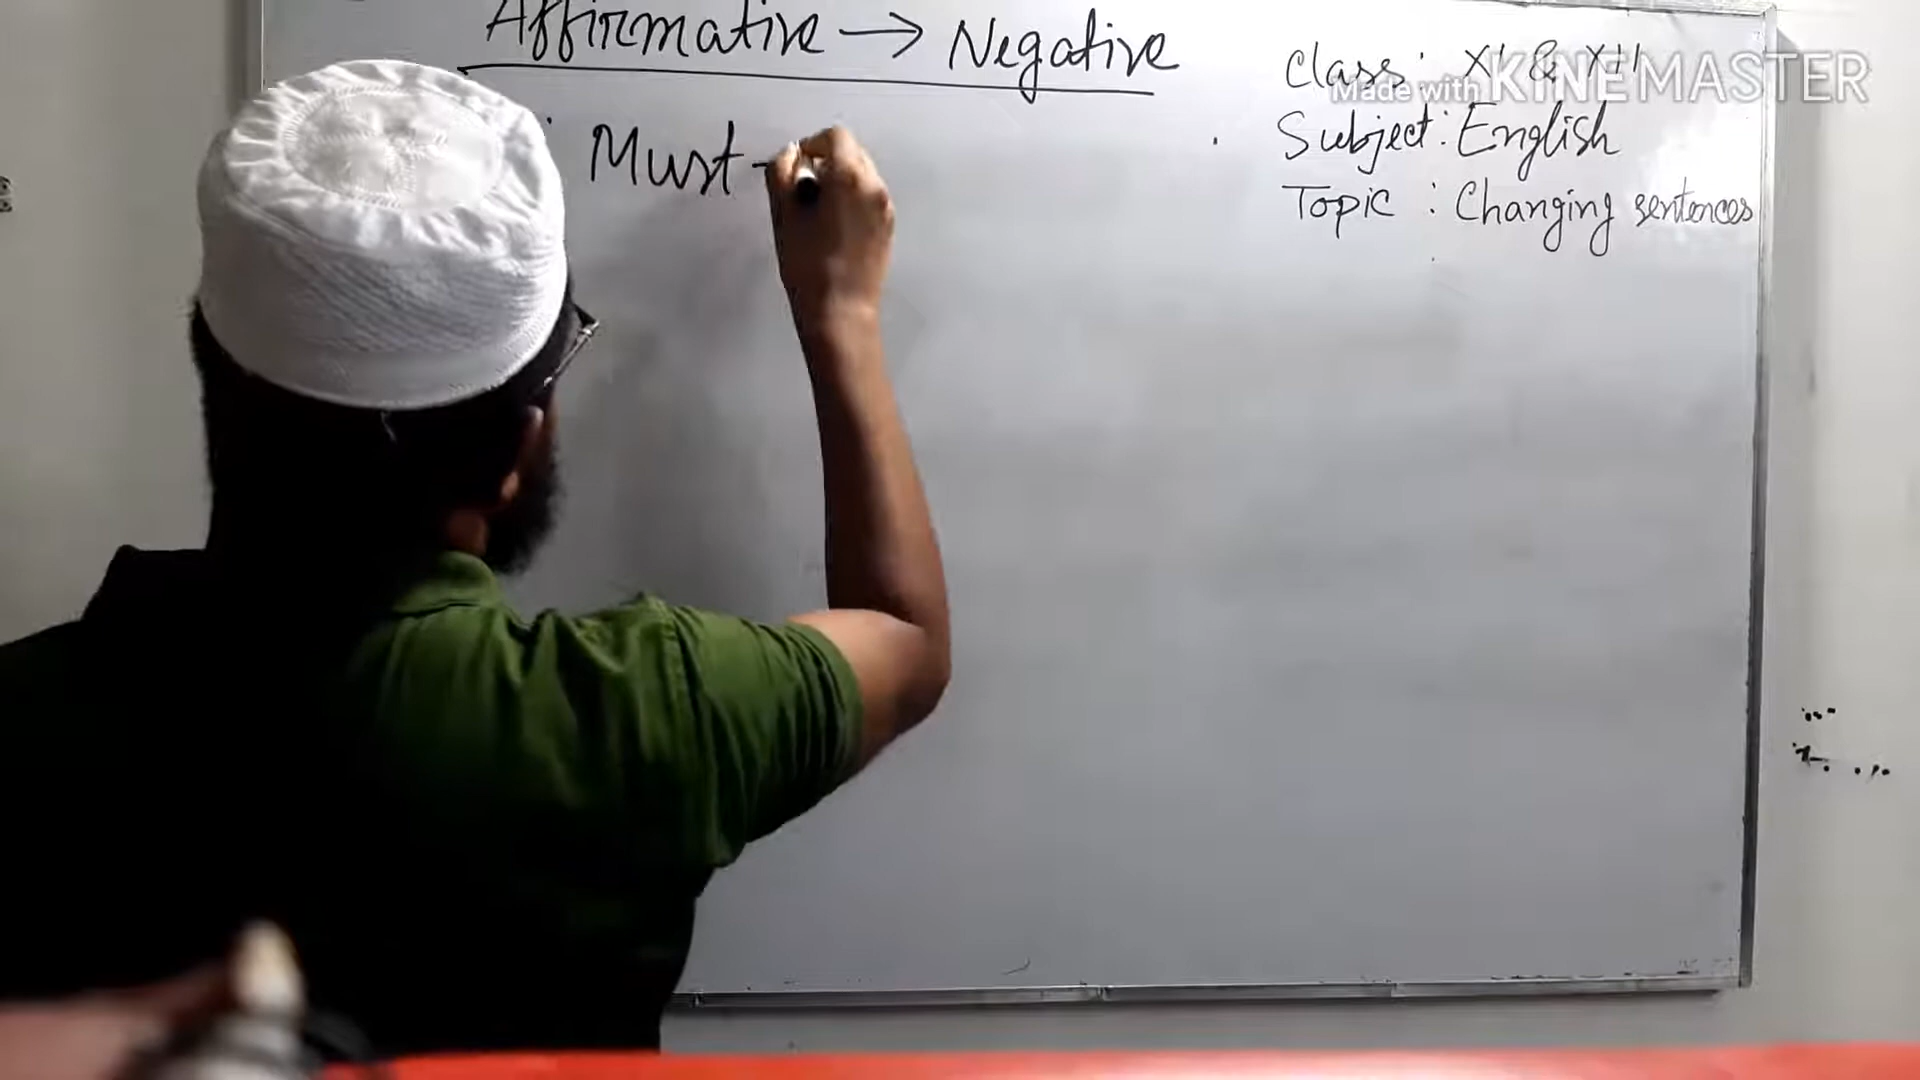 Affirmative → Negative
Must
Class: XI & XII
Subject: English
Topic : Changing sentences
Made with KINEMASTER